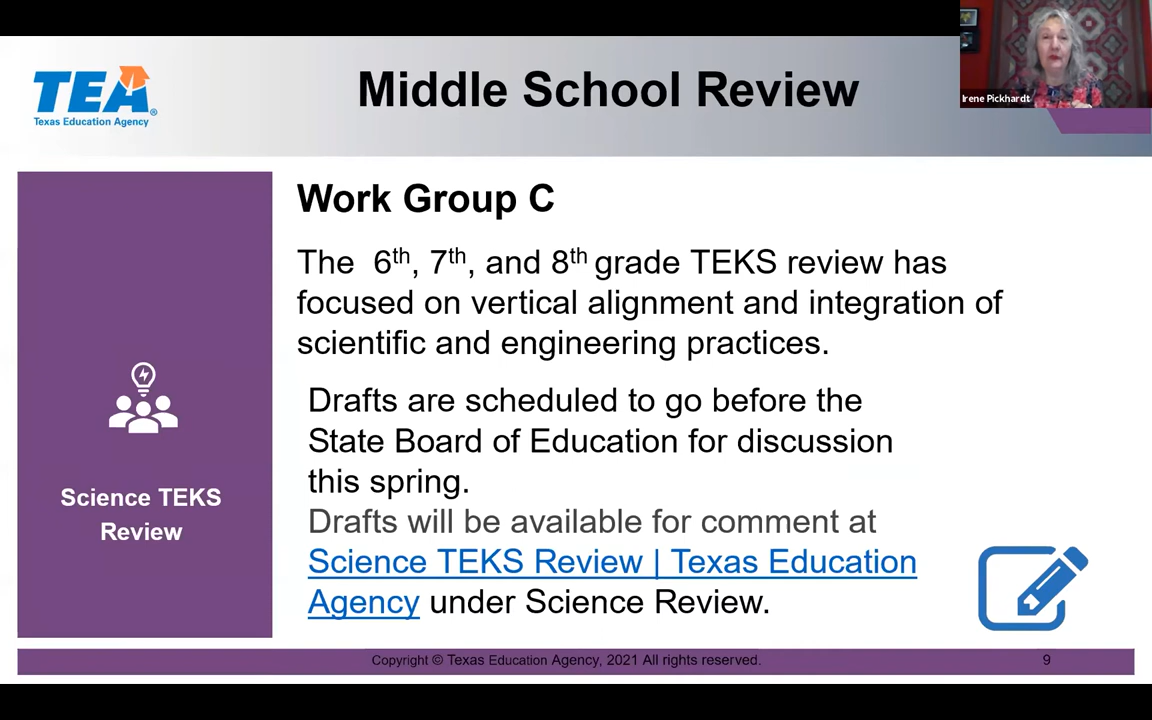 Irene Pickhardt
TEA®
Texas Education Agency
Middle School Review
Science TEKS
Review
Work Group C
The 6th, 7th, and 8th grade TEKS review has
focused on vertical alignment and integration of
scientific and engineering practices.
Drafts are scheduled to go before the
State Board of Education for discussion
this spring.
Drafts will be available for comment at
Science TEKS Review | Texas Education
Agency under Science Review.
Copyright © Texas Education Agency, 2021 All rights reserved.
9